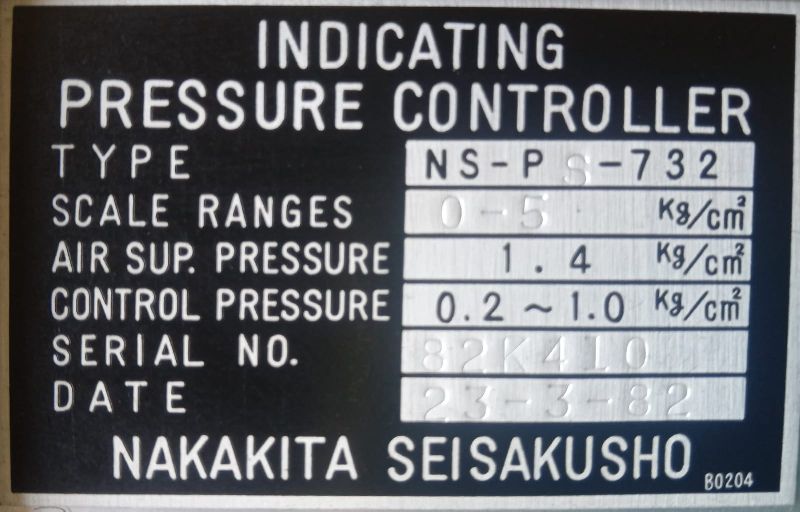 INDICATING
PRESSURE CONTROLLER
TYPE NS-PS-732
SCALE RANGES 0-5 Kg/cm²
AIR SUP. PRESSURE 1.4 Kg/cm²
CONTROL PRESSURE 0.2~1.0 Kg/cm²
SERIAL NO. 82K410
DATE 23-3-82
NAKAKITA SEISAKUSHO
80204